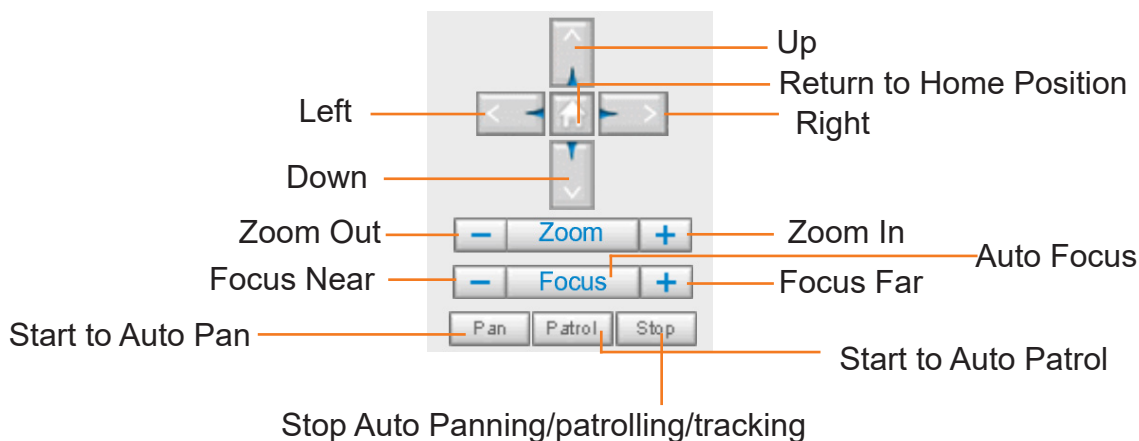 Up
Return to Home Position
Left
Right
Down
Zoom Out
Zoom
Zoom In
Auto Focus
Focus Near
Focus
Focus Far
Pan
Patrol
Stop
Start to Auto Pan
Start to Auto Patrol
Stop Auto Panning/patrolling/tracking